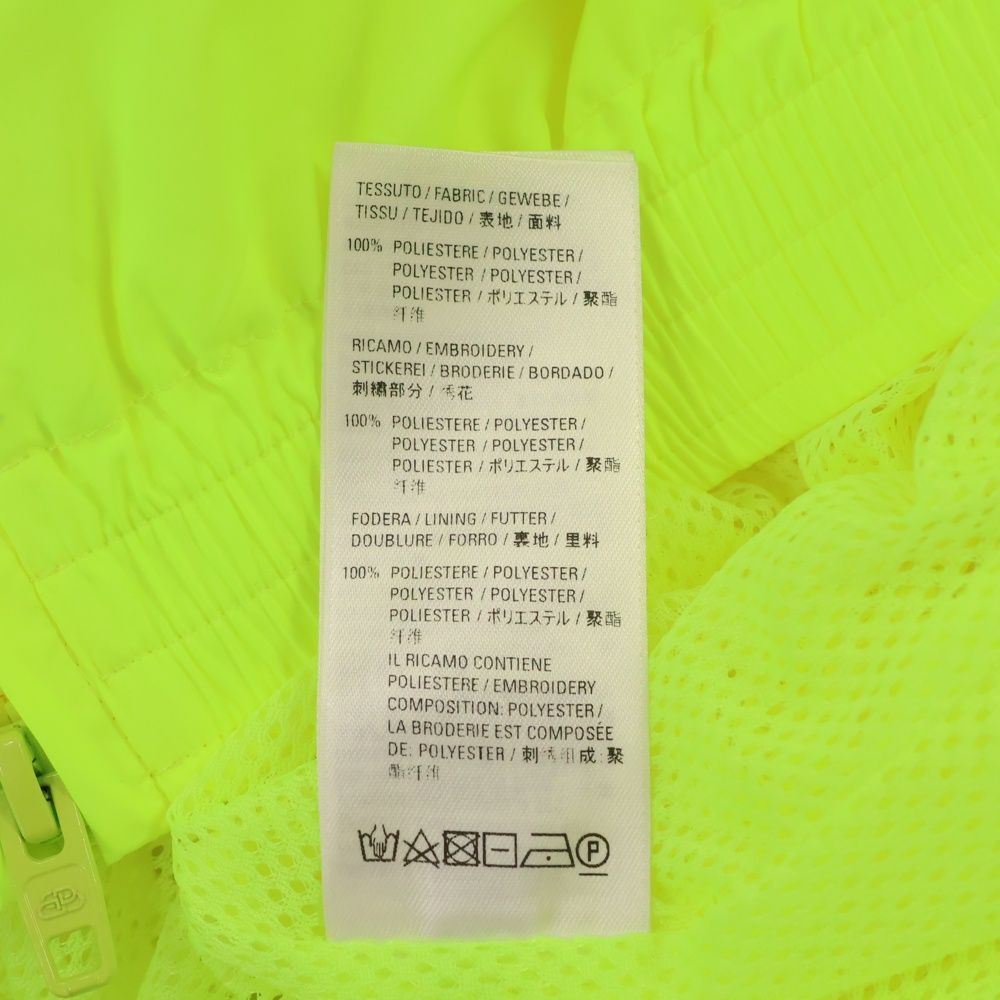 TESSUTO / FABRIC / GEWEBE /
TISSU / TEJIDO / 表地 / 面料
100% POLIESTERE / POLYESTER /
POLYESTER / POLYESTER /
POLIESTER / ポリエステル / 聚酯
纤维
RICAMO / EMBROIDERY /
STICKEREI / BRODERIE / BORDADO /
刺繍部分 / 绣花
100% POLIESTERE / POLYESTER /
POLYESTER / POLYESTER /
POLIESTER / ポリエステル / 聚酯
纤维
FODERA / LINING / FUTTER /
DOUBLURE / FORRO / 裏地 / 里料
100% POLIESTERE / POLYESTER /
POLYESTER / POLYESTER /
POLIESTER / ポリエステル / 聚酯
纤维
IL RICAMO CONTIENE
POLIESTERE / EMBROIDERY
COMPOSITION: POLYESTER /
LA BRODERIE EST COMPOSÉE
DE: POLYESTER / 刺绣组成: 聚
酯纤维
P